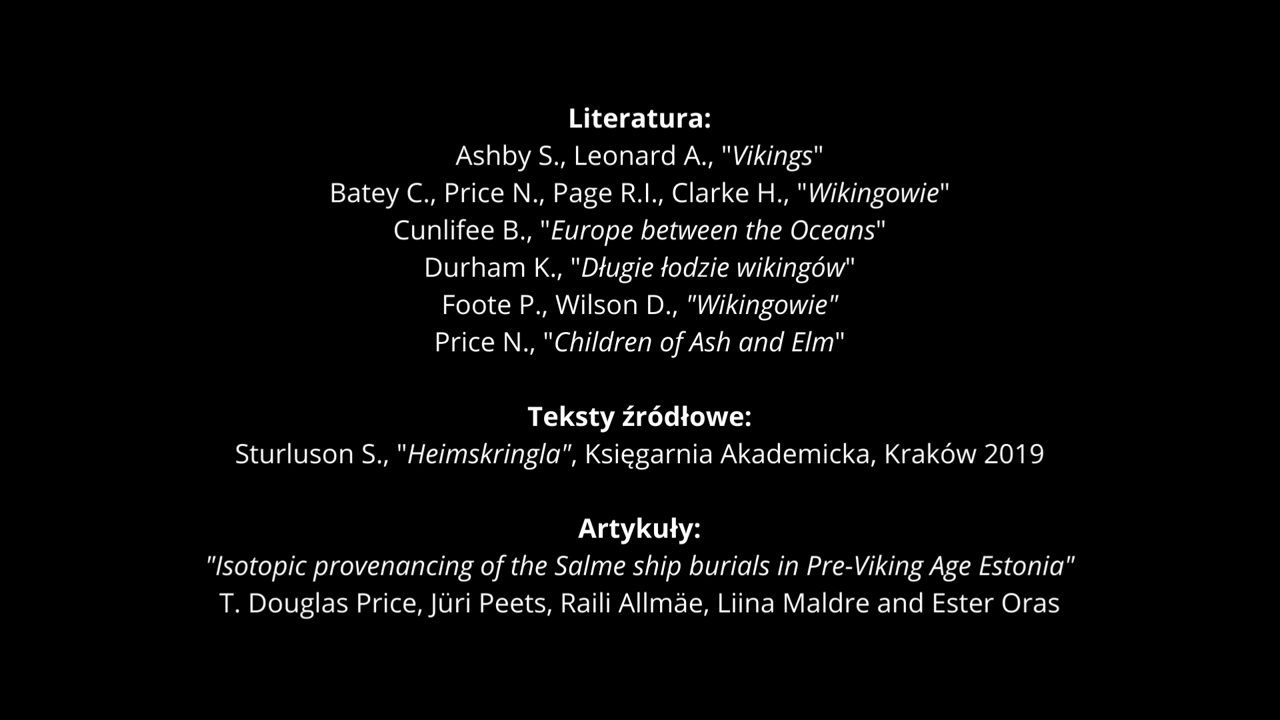 Literatura:
Ashby S., Leonard A., "Vikings"
Batey C., Price N., Page R.I., Clarke H., "Wikingowie"
Cunlifee B., "Europe between the Oceans"
Durham K., "Długie łodzie wikingów"
Foote P., Wilson D., "Wikingowie"
Price N., "Children of Ash and Elm"
Teksty źródłowe:
Sturluson S., "Heimskringla", Księgarnia Akademicka, Kraków 2019
Artykuły:
"Isotopic provenancing of the Salme ship burials in Pre-Viking Age Estonia"
T. Douglas Price, Jüri Peets, Raili Allmäe, Liina Maldre and Ester Oras